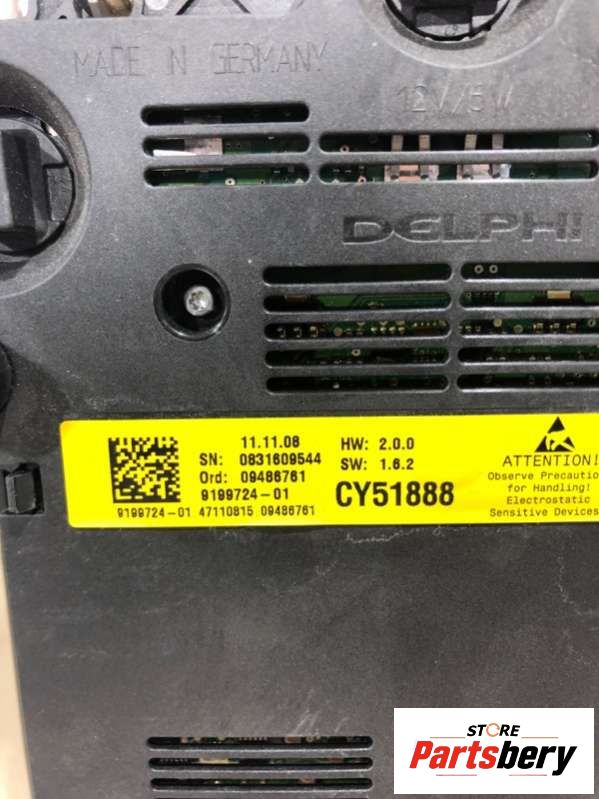 MADE IN GERMANY
12V/5W
DELPHI
11.11.08
SN: 0831609544
Ord: 09486761
9199724-01
9199724-01 47110815 09486761
HW: 2.0.0
SW: 1.6.2
CY51888
ATTENTION!
Observe Precautio
for Handling!
Electrostatic
Sensitive Devices
STORE
Partsbery